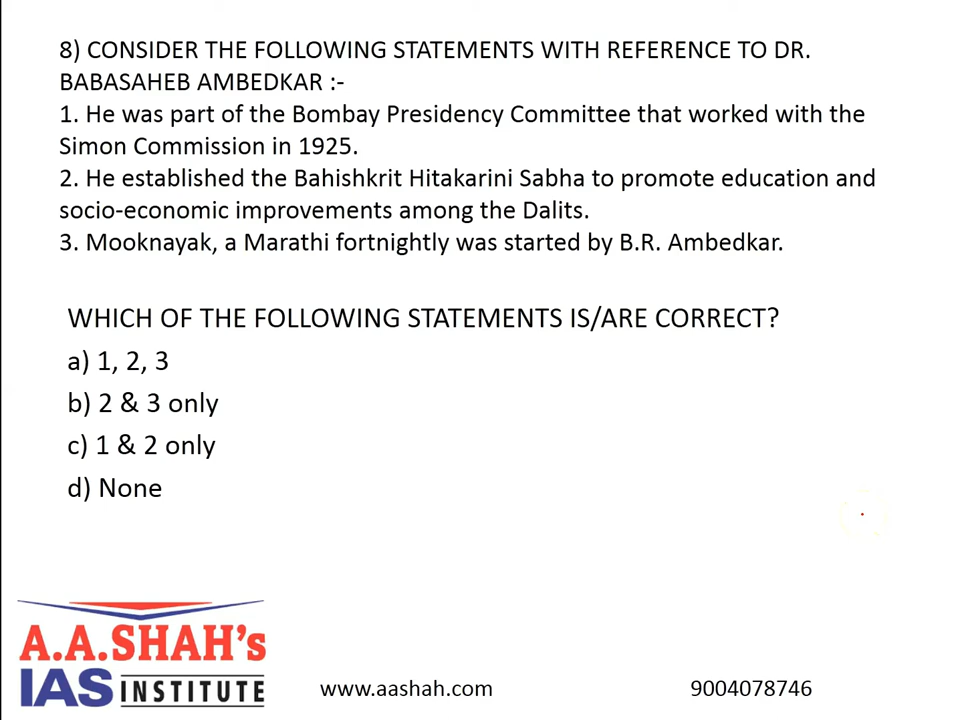 8) CONSIDER THE FOLLOWING STATEMENTS WITH REFERENCE TO DR.
BABASAHEB AMBEDKAR :-
1. He was part of the Bombay Presidency Committee that worked with the
Simon Commission in 1925.
2. He established the Bahishkrit Hitakarini Sabha to promote education and
socio-economic improvements among the Dalits.
3. Mooknayak, a Marathi fortnightly was started by B.R. Ambedkar.
WHICH OF THE FOLLOWING STATEMENTS IS/ARE CORRECT?
a) 1, 2, 3
b) 2 & 3 only
c) 1 & 2 only
d) None
A.A.SHAH's
IAS INSTITUTE
www.aashah.com 9004078746